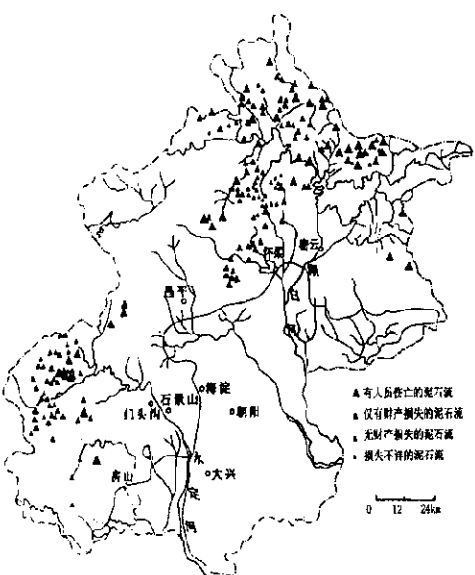 怀柔
密云
潮
白
河
昌平
海淀
石景山
门头沟
朝阳
房山
大兴
永
定
河
有人员伤亡的泥石流
仅有财产损失的泥石流
无财产损失的泥石流
损失不详的泥石流
0 12 24km